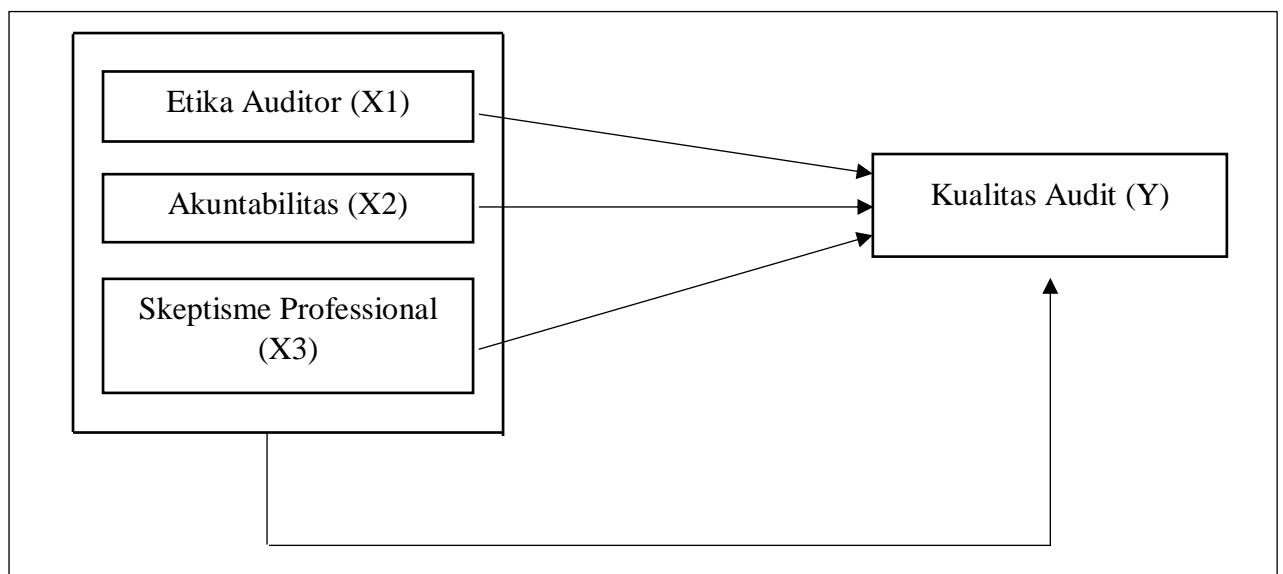 Etika Auditor (X1)
Akuntabilitas (X2)
Skeptisme Professional
(X3)
Kualitas Audit (Y)